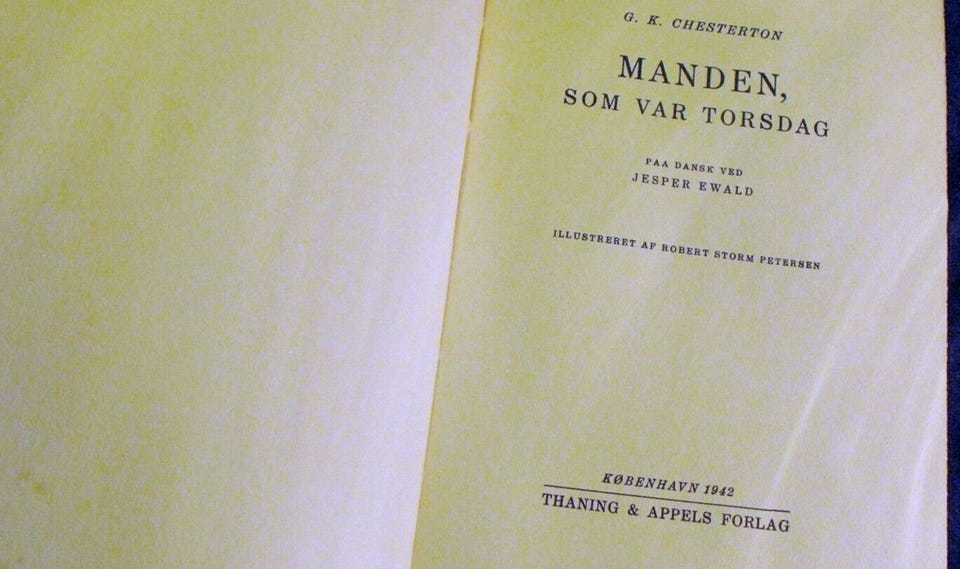 G. K. CHESTERTON
MANDEN,
SOM VAR TORSDAG
PAA DANSK VED
JESPER EWALD
ILLUSTRERET AF ROBERT STORM PETERSEN
KØBENHAVN 1942
THANING & APPELS FORLAG